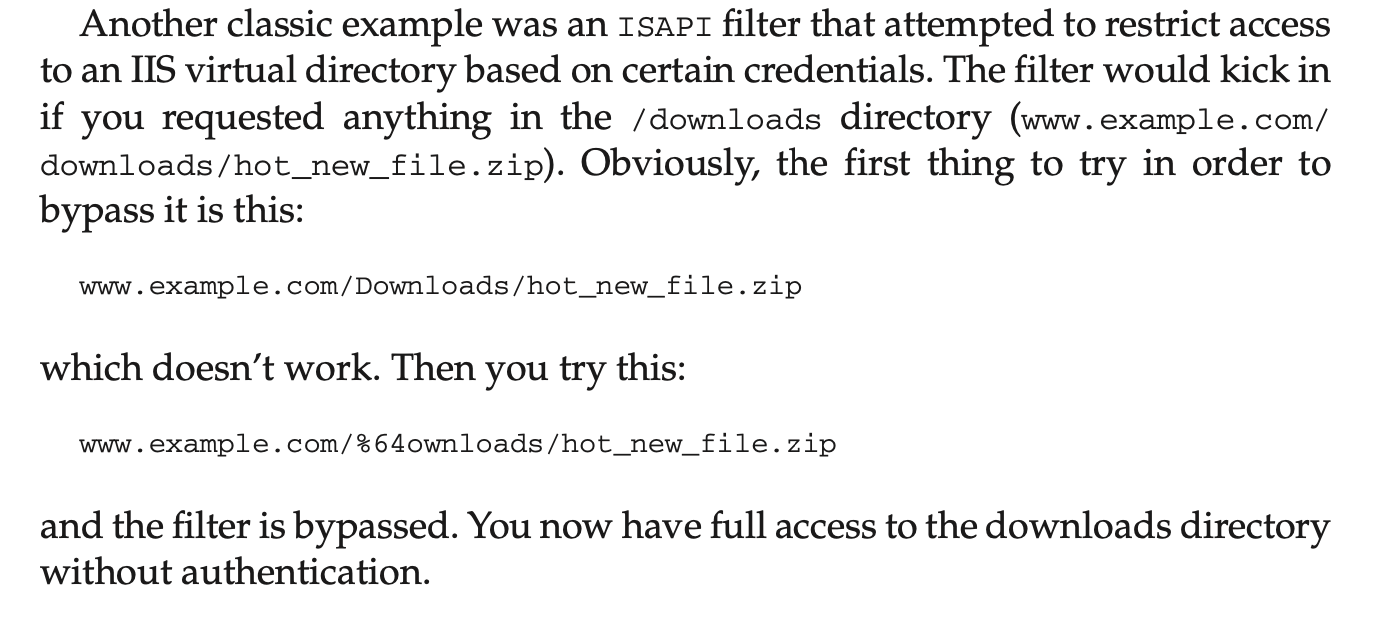 Another classic example was an ISAPI filter that attempted to restrict access
to an IIS virtual directory based on certain credentials. The filter would kick in
if you requested anything in the /downloads directory (www.example.com/
downloads/hot_new_file.zip). Obviously, the first thing to try in order to
bypass it is this:
www.example.com/Downloads/hot_new_file.zip
which doesn’t work. Then you try this:
www.example.com/%64ownloads/hot_new_file.zip
and the filter is bypassed. You now have full access to the downloads directory
without authentication.